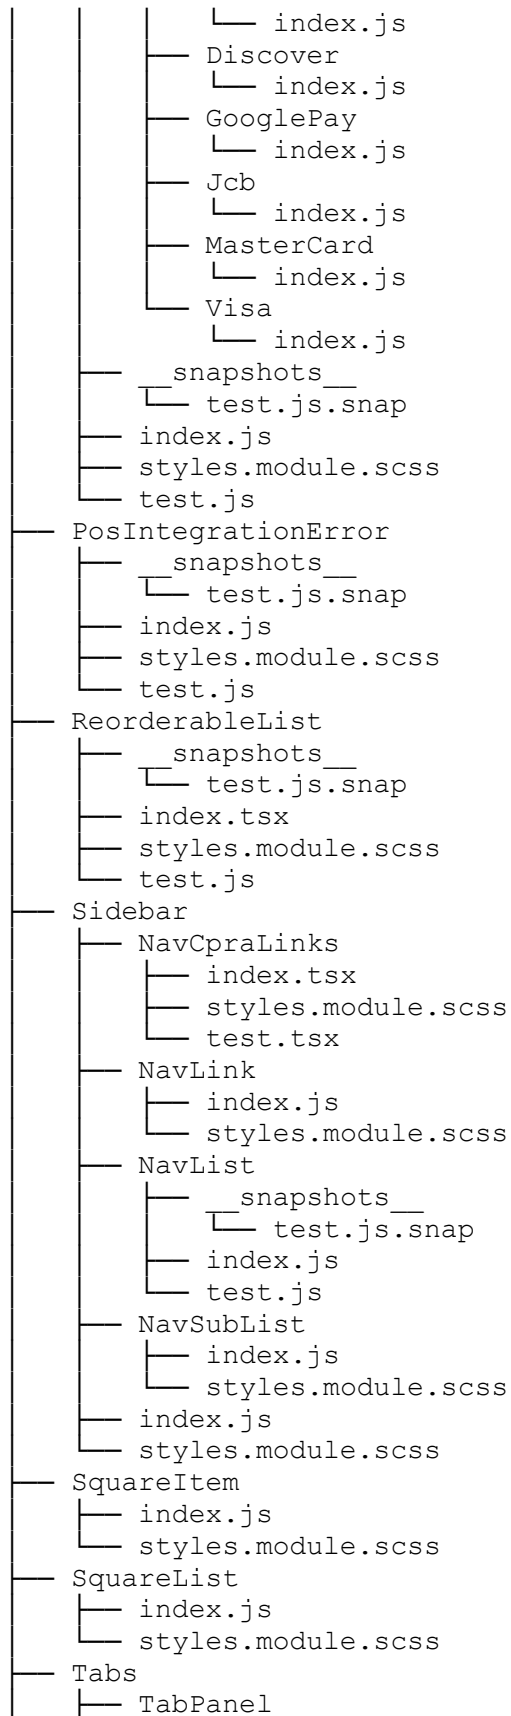 │   │   │   │   └── index.js
│   │   │   ├── Discover
│   │   │   │   └── index.js
│   │   │   ├── GooglePay
│   │   │   │   └── index.js
│   │   │   ├── Jcb
│   │   │   │   └── index.js
│   │   │   ├── MasterCard
│   │   │   │   └── index.js
│   │   │   └── Visa
│   │   │       └── index.js
│   │   ├── __snapshots__
│   │   │   └── test.js.snap
│   │   ├── index.js
│   │   ├── styles.module.scss
│   │   └── test.js
│   ├── PosIntegrationError
│   │   ├── __snapshots__
│   │   │   └── test.js.snap
│   │   ├── index.js
│   │   ├── styles.module.scss
│   │   └── test.js
│   ├── ReorderableList
│   │   ├── __snapshots__
│   │   │   └── test.js.snap
│   │   ├── index.tsx
│   │   ├── styles.module.scss
│   │   └── test.js
│   ├── Sidebar
│   │   ├── NavCpraLinks
│   │   │   ├── index.tsx
│   │   │   ├── styles.module.scss
│   │   │   └── test.tsx
│   │   ├── NavLink
│   │   │   ├── index.js
│   │   │   └── styles.module.scss
│   │   ├── NavList
│   │   │   ├── __snapshots__
│   │   │   │   └── test.js.snap
│   │   │   ├── index.js
│   │   │   └── test.js
│   │   ├── NavSubList
│   │   │   ├── index.js
│   │   │   └── styles.module.scss
│   │   ├── index.js
│   │   └── styles.module.scss
│   ├── SquareItem
│   │   ├── index.js
│   │   └── styles.module.scss
│   ├── SquareList
│   │   ├── index.js
│   │   └── styles.module.scss
│   ├── Tabs
│   │   ├── TabPanel